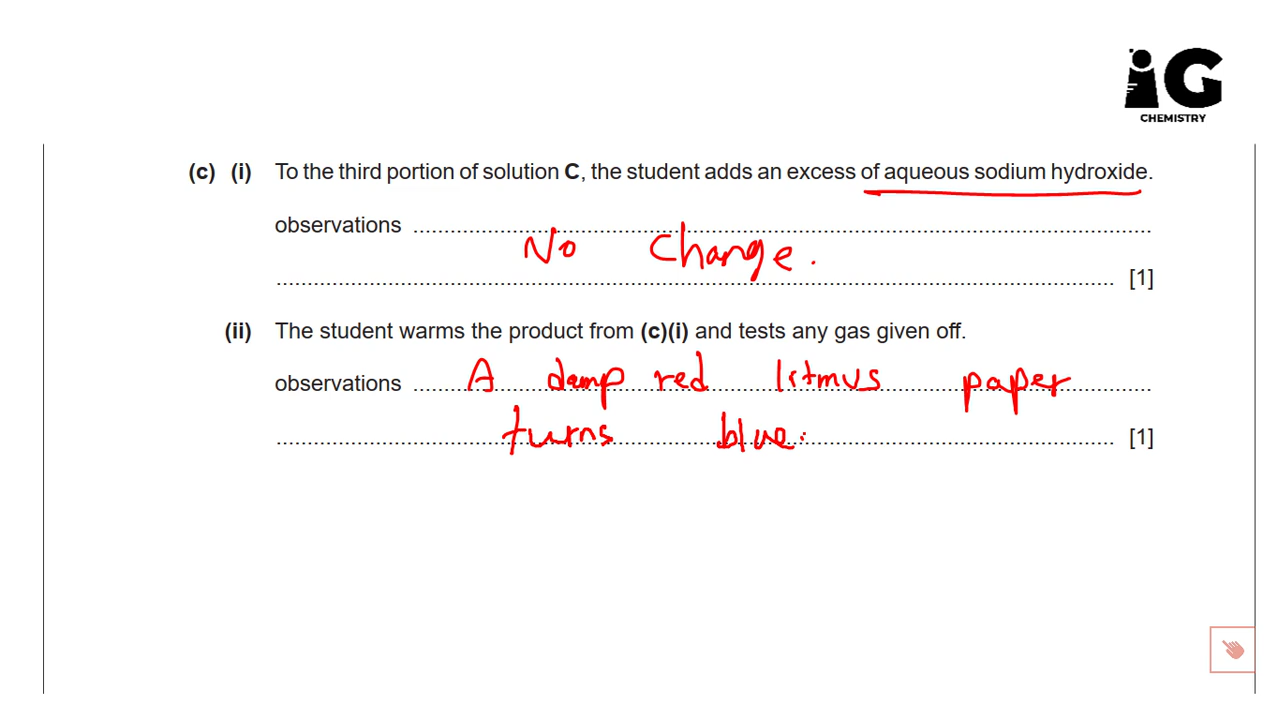 iG
CHEMISTRY
(c) (i) To the third portion of solution C, the student adds an excess of aqueous sodium hydroxide.
observations ........................................................................................................................
No Change.
........................................................................................................................ [1]
(ii) The student warms the product from (c)(i) and tests any gas given off.
observations ........................................................................................................................
A damp red litmus paper
turns blue.
........................................................................................................................ [1]